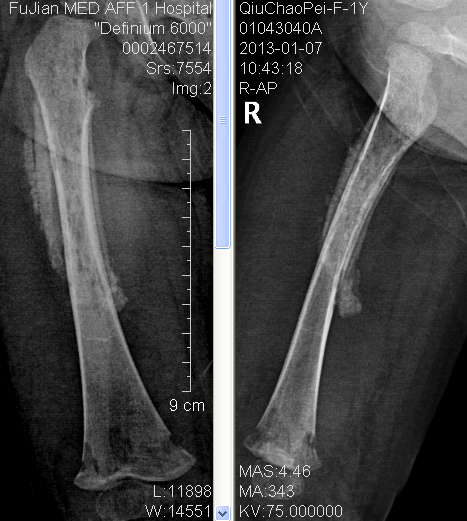 FuJian MED AFF 1 Hospital
"Definium 6000"
0002467514
Srs:7554
Img:2
9 cm
L:11898
W:14551
QiuChaoPei-F-1Y
01043040A
2013-01-07
10:43:18
R-AP
R
MAS:4.46
MA:343
KV:75.000000